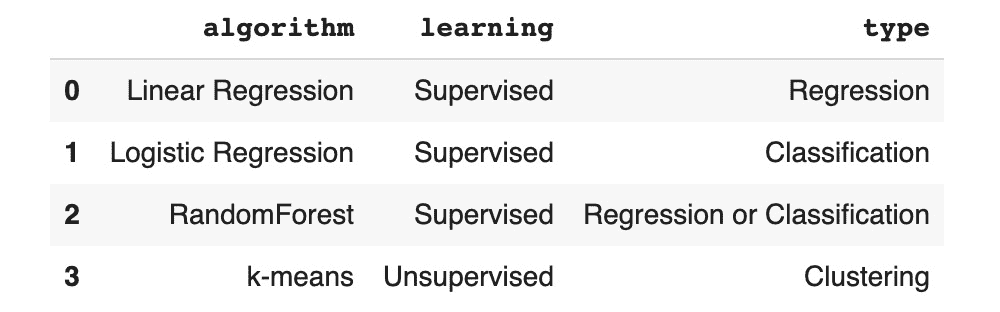 algorithm learning type
0 Linear Regression Supervised Regression
1 Logistic Regression Supervised Classification
2 RandomForest Supervised Regression or Classification
3 k-means Unsupervised Clustering